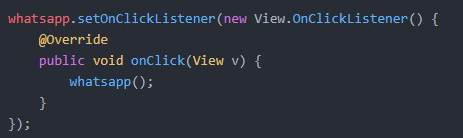 whatsapp.setOnClickListener(new View.OnClickListener() {
    @Override
    public void onClick(View v) {
        whatsapp();
    }
});